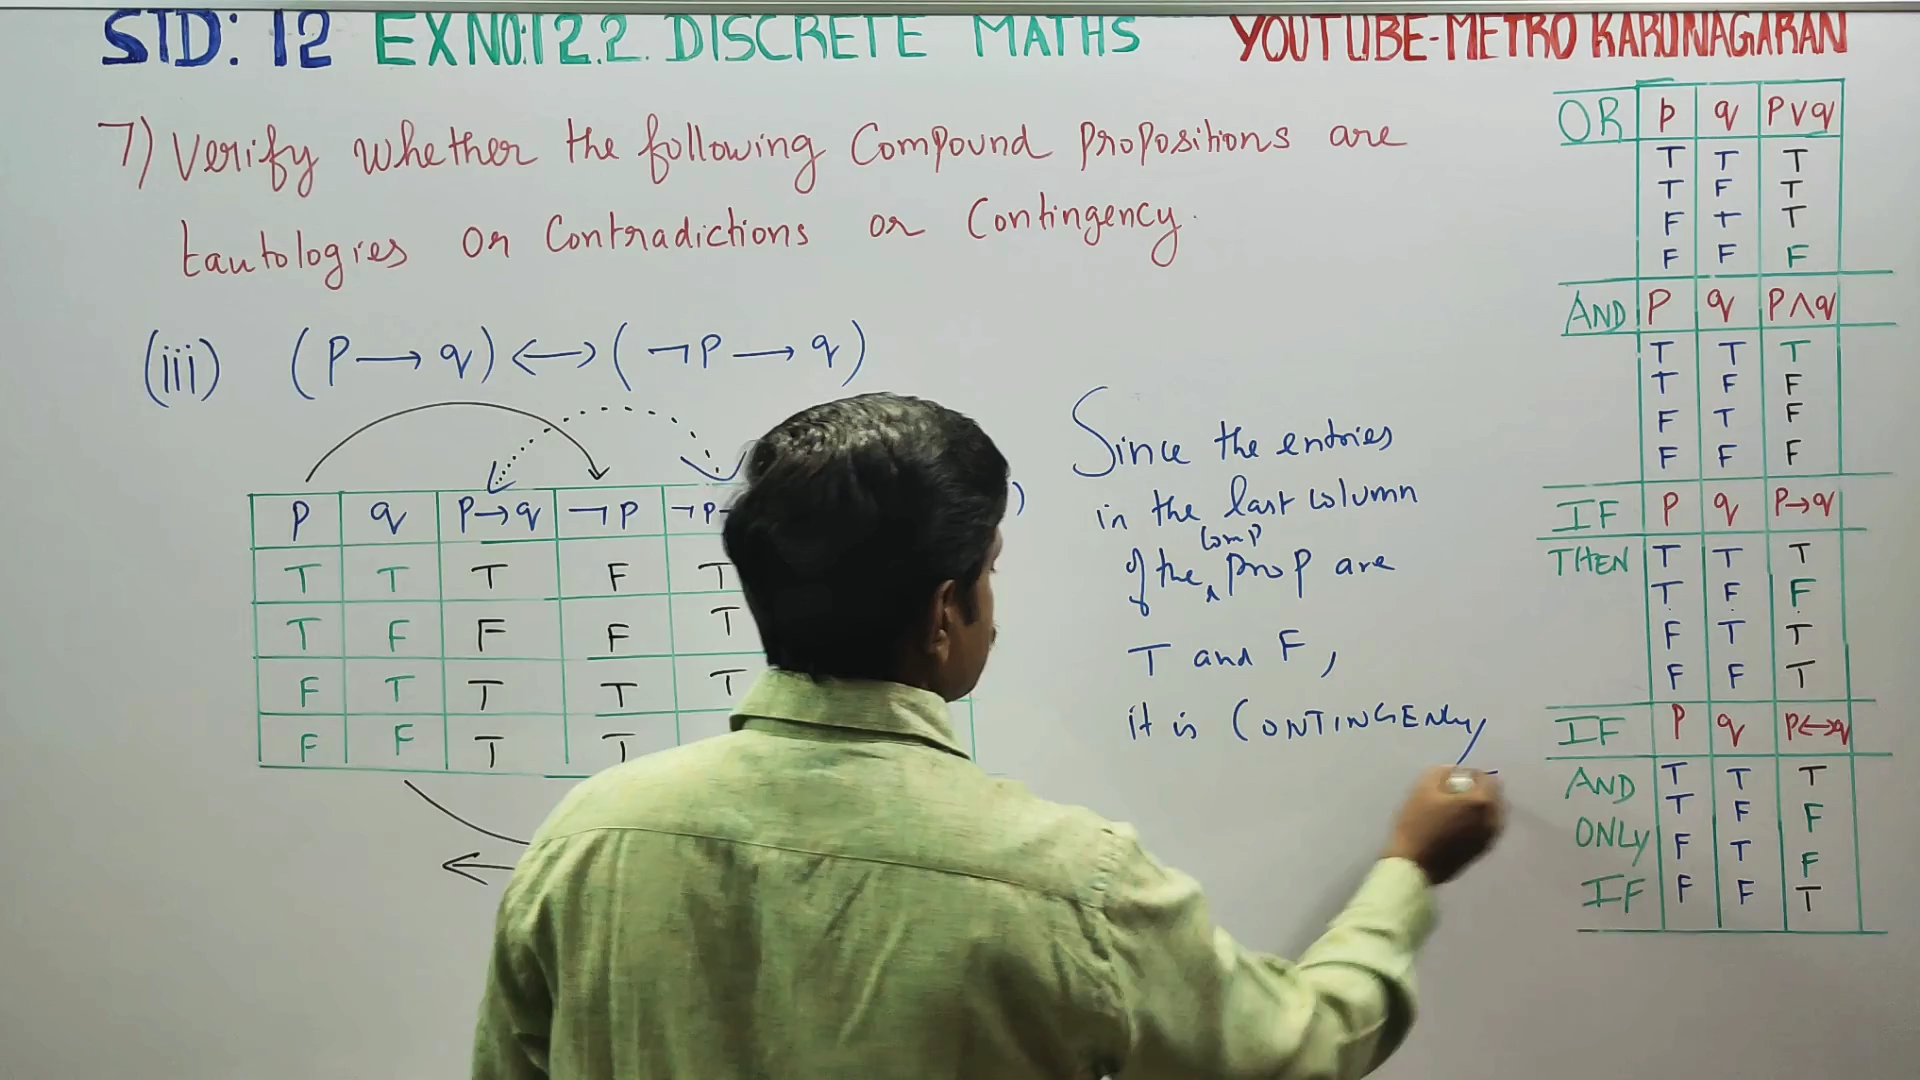 STD: 12 EX NO:12.2. DISCRETE MATHS YOUTUBE-METRO KARUNAGARAN
7) Verify whether the following Compound Propositions are
tautologies or Contradictions or Contingency.
(iii) (P → q) ↔ (¬P → q)
P q P→q ¬P ¬P→ )
T T T F T
T F F F T
F T T T T
F F T T
Since the entries
in the last column
of the comp prop are
T and F,
it is CONTINGENCY
OR P q P∨q
T T T
T F T
F T T
F F F
AND P q P∧q
T T T
T F F
F T F
F F F
IF P q P→q
THEN T T T
T F F
F T T
F F T
IF P q P↔q
AND T T T
T F F
ONLY F T F
IF F F T